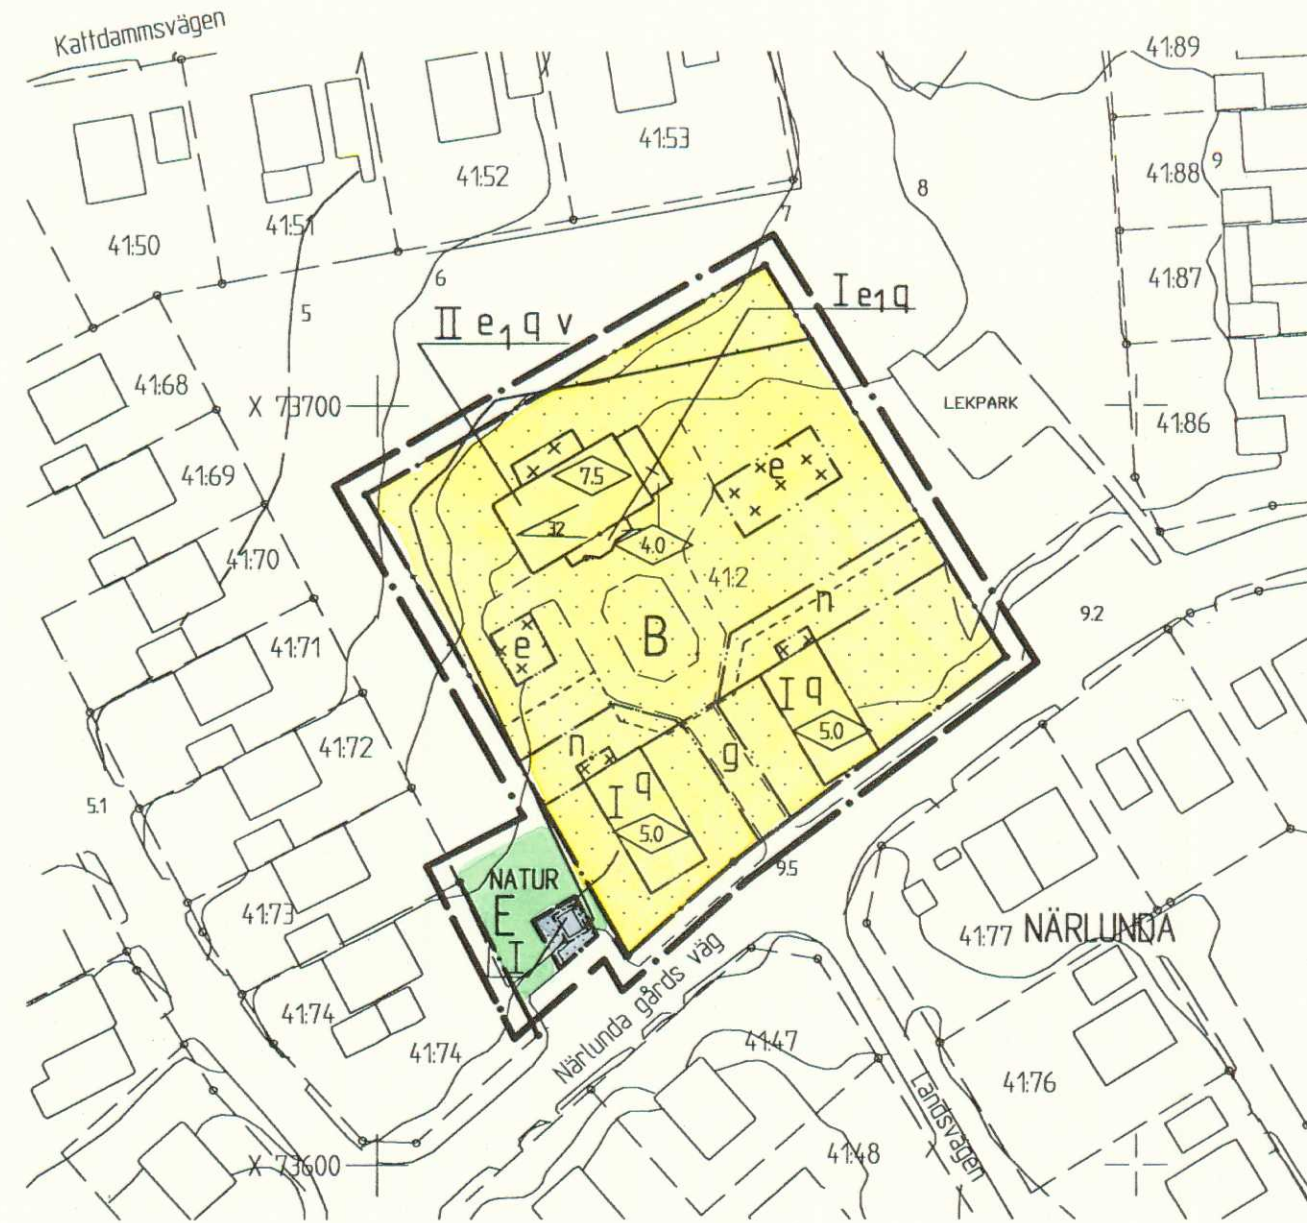 Kattdammsvägen
41:89
41:53
41:52
41:88
9
8
7
41:51
41:50
6
41:87
5
I e₁ q
II e₁ q v
41:68
X 73700
LEKPARK
41:86
41:69
7.5
e
32
4.0
41:70
41:2
n
9.2
B
e
41:71
I q
5.0
n
g
41:72
I q
5.0
5.1
9.5
NATUR
E
I
41:73
41:77
NÄRLUNDA
Närlunda gårds väg
41:74
41:74
41:47
Landsvägen
41:76
41:48
X 73600